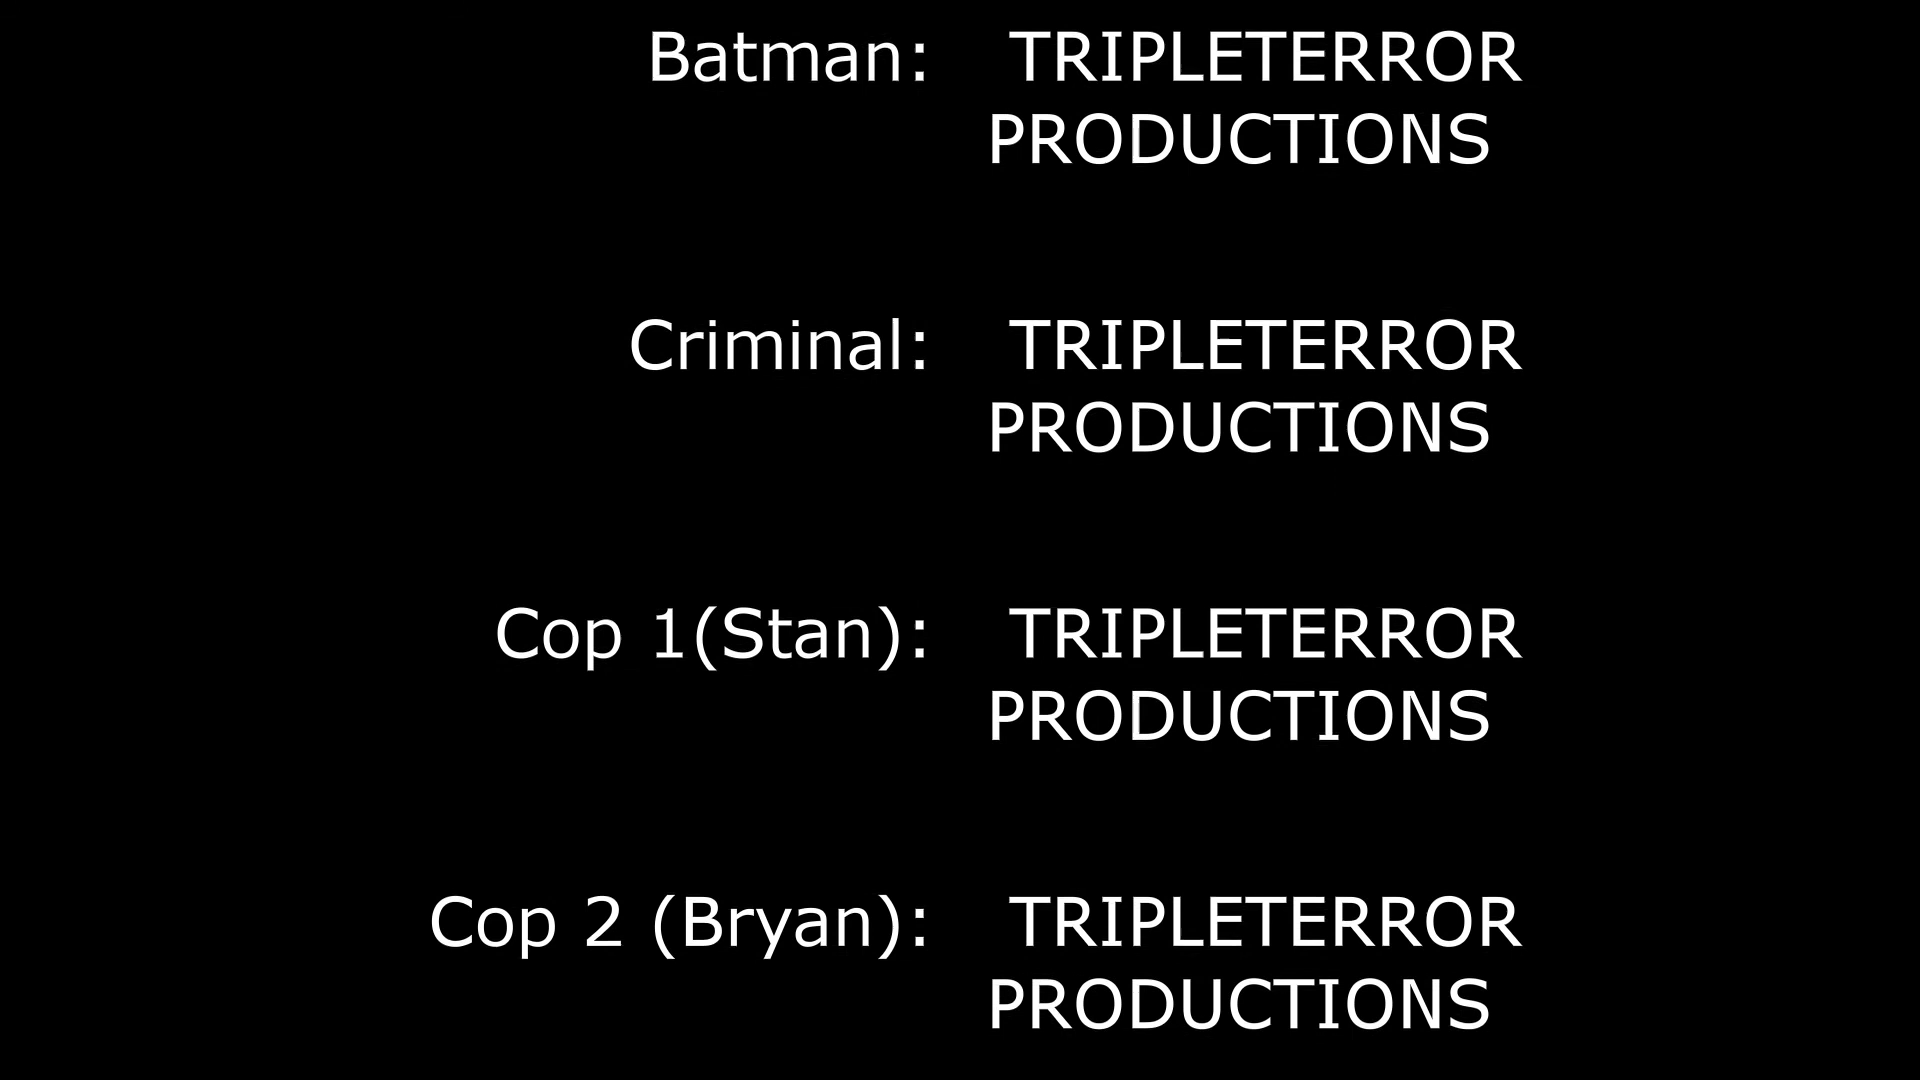 Batman: TRIPLETERROR
PRODUCTIONS
Criminal: TRIPLETERROR
PRODUCTIONS
Cop 1(Stan): TRIPLETERROR
PRODUCTIONS
Cop 2 (Bryan): TRIPLETERROR
PRODUCTIONS